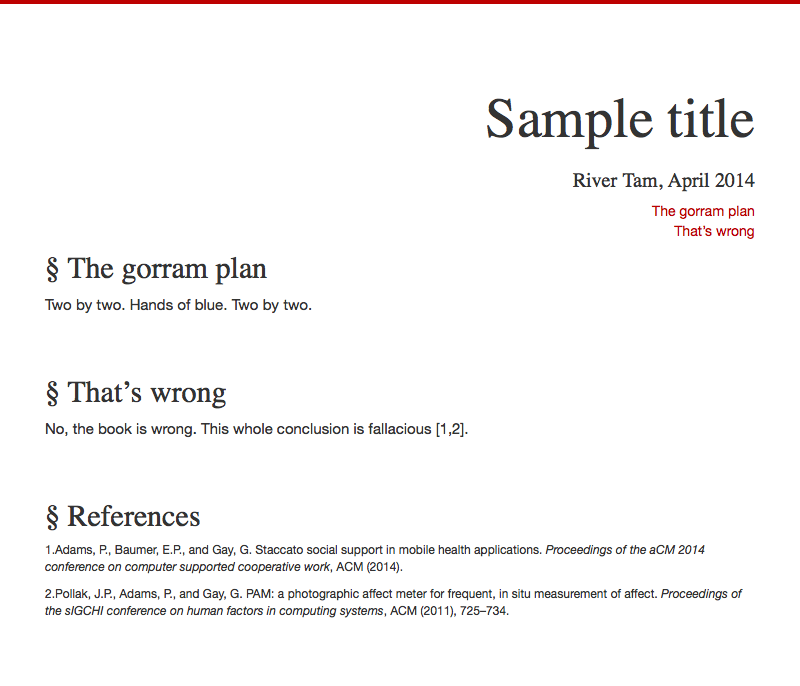 Sample title
River Tam, April 2014
The gorram plan
That’s wrong
§ The gorram plan
Two by two. Hands of blue. Two by two.
§ That’s wrong
No, the book is wrong. This whole conclusion is fallacious [1,2].
§ References
1.Adams, P., Baumer, E.P., and Gay, G. Staccato social support in mobile health applications. Proceedings of the aCM 2014
conference on computer supported cooperative work, ACM (2014).
2.Pollak, J.P., Adams, P., and Gay, G. PAM: a photographic affect meter for frequent, in situ measurement of affect. Proceedings of
the sIGCHI conference on human factors in computing systems, ACM (2011), 725–734.